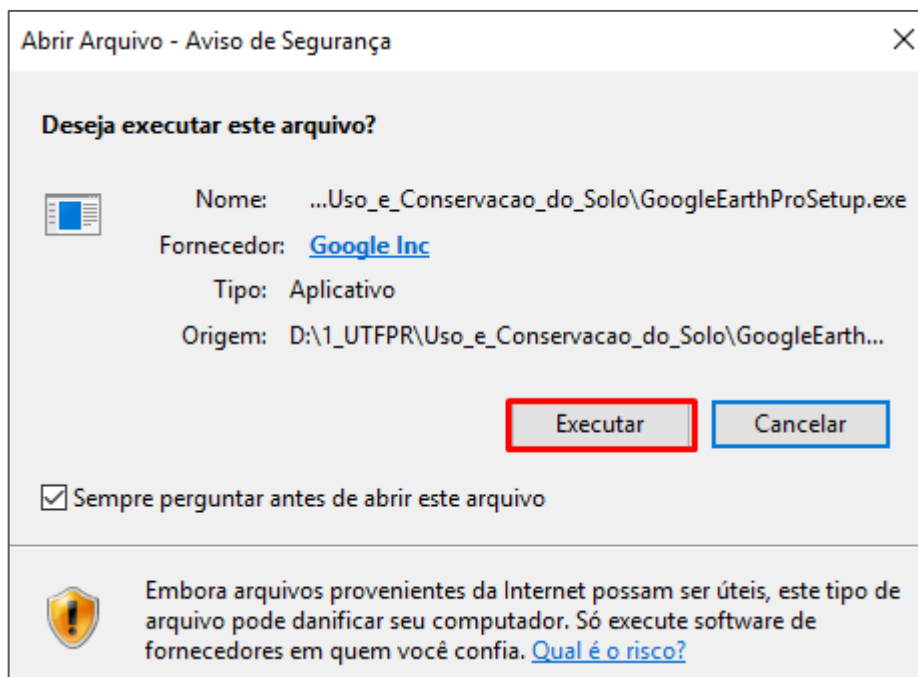 Abrir Arquivo - Aviso de Segurança
Deseja executar este arquivo?
Nome: ...Uso_e_Conservacao_do_Solo\GoogleEarthProSetup.exe
Fornecedor: Google Inc
Tipo: Aplicativo
Origem: D:\1_UTFPR\Uso_e_Conservacao_do_Solo\GoogleEarth...
Executar Cancelar
Sempre perguntar antes de abrir este arquivo
Embora arquivos provenientes da Internet possam ser úteis, este tipo de
arquivo pode danificar seu computador. Só execute software de
fornecedores em quem você confia. Qual é o risco?